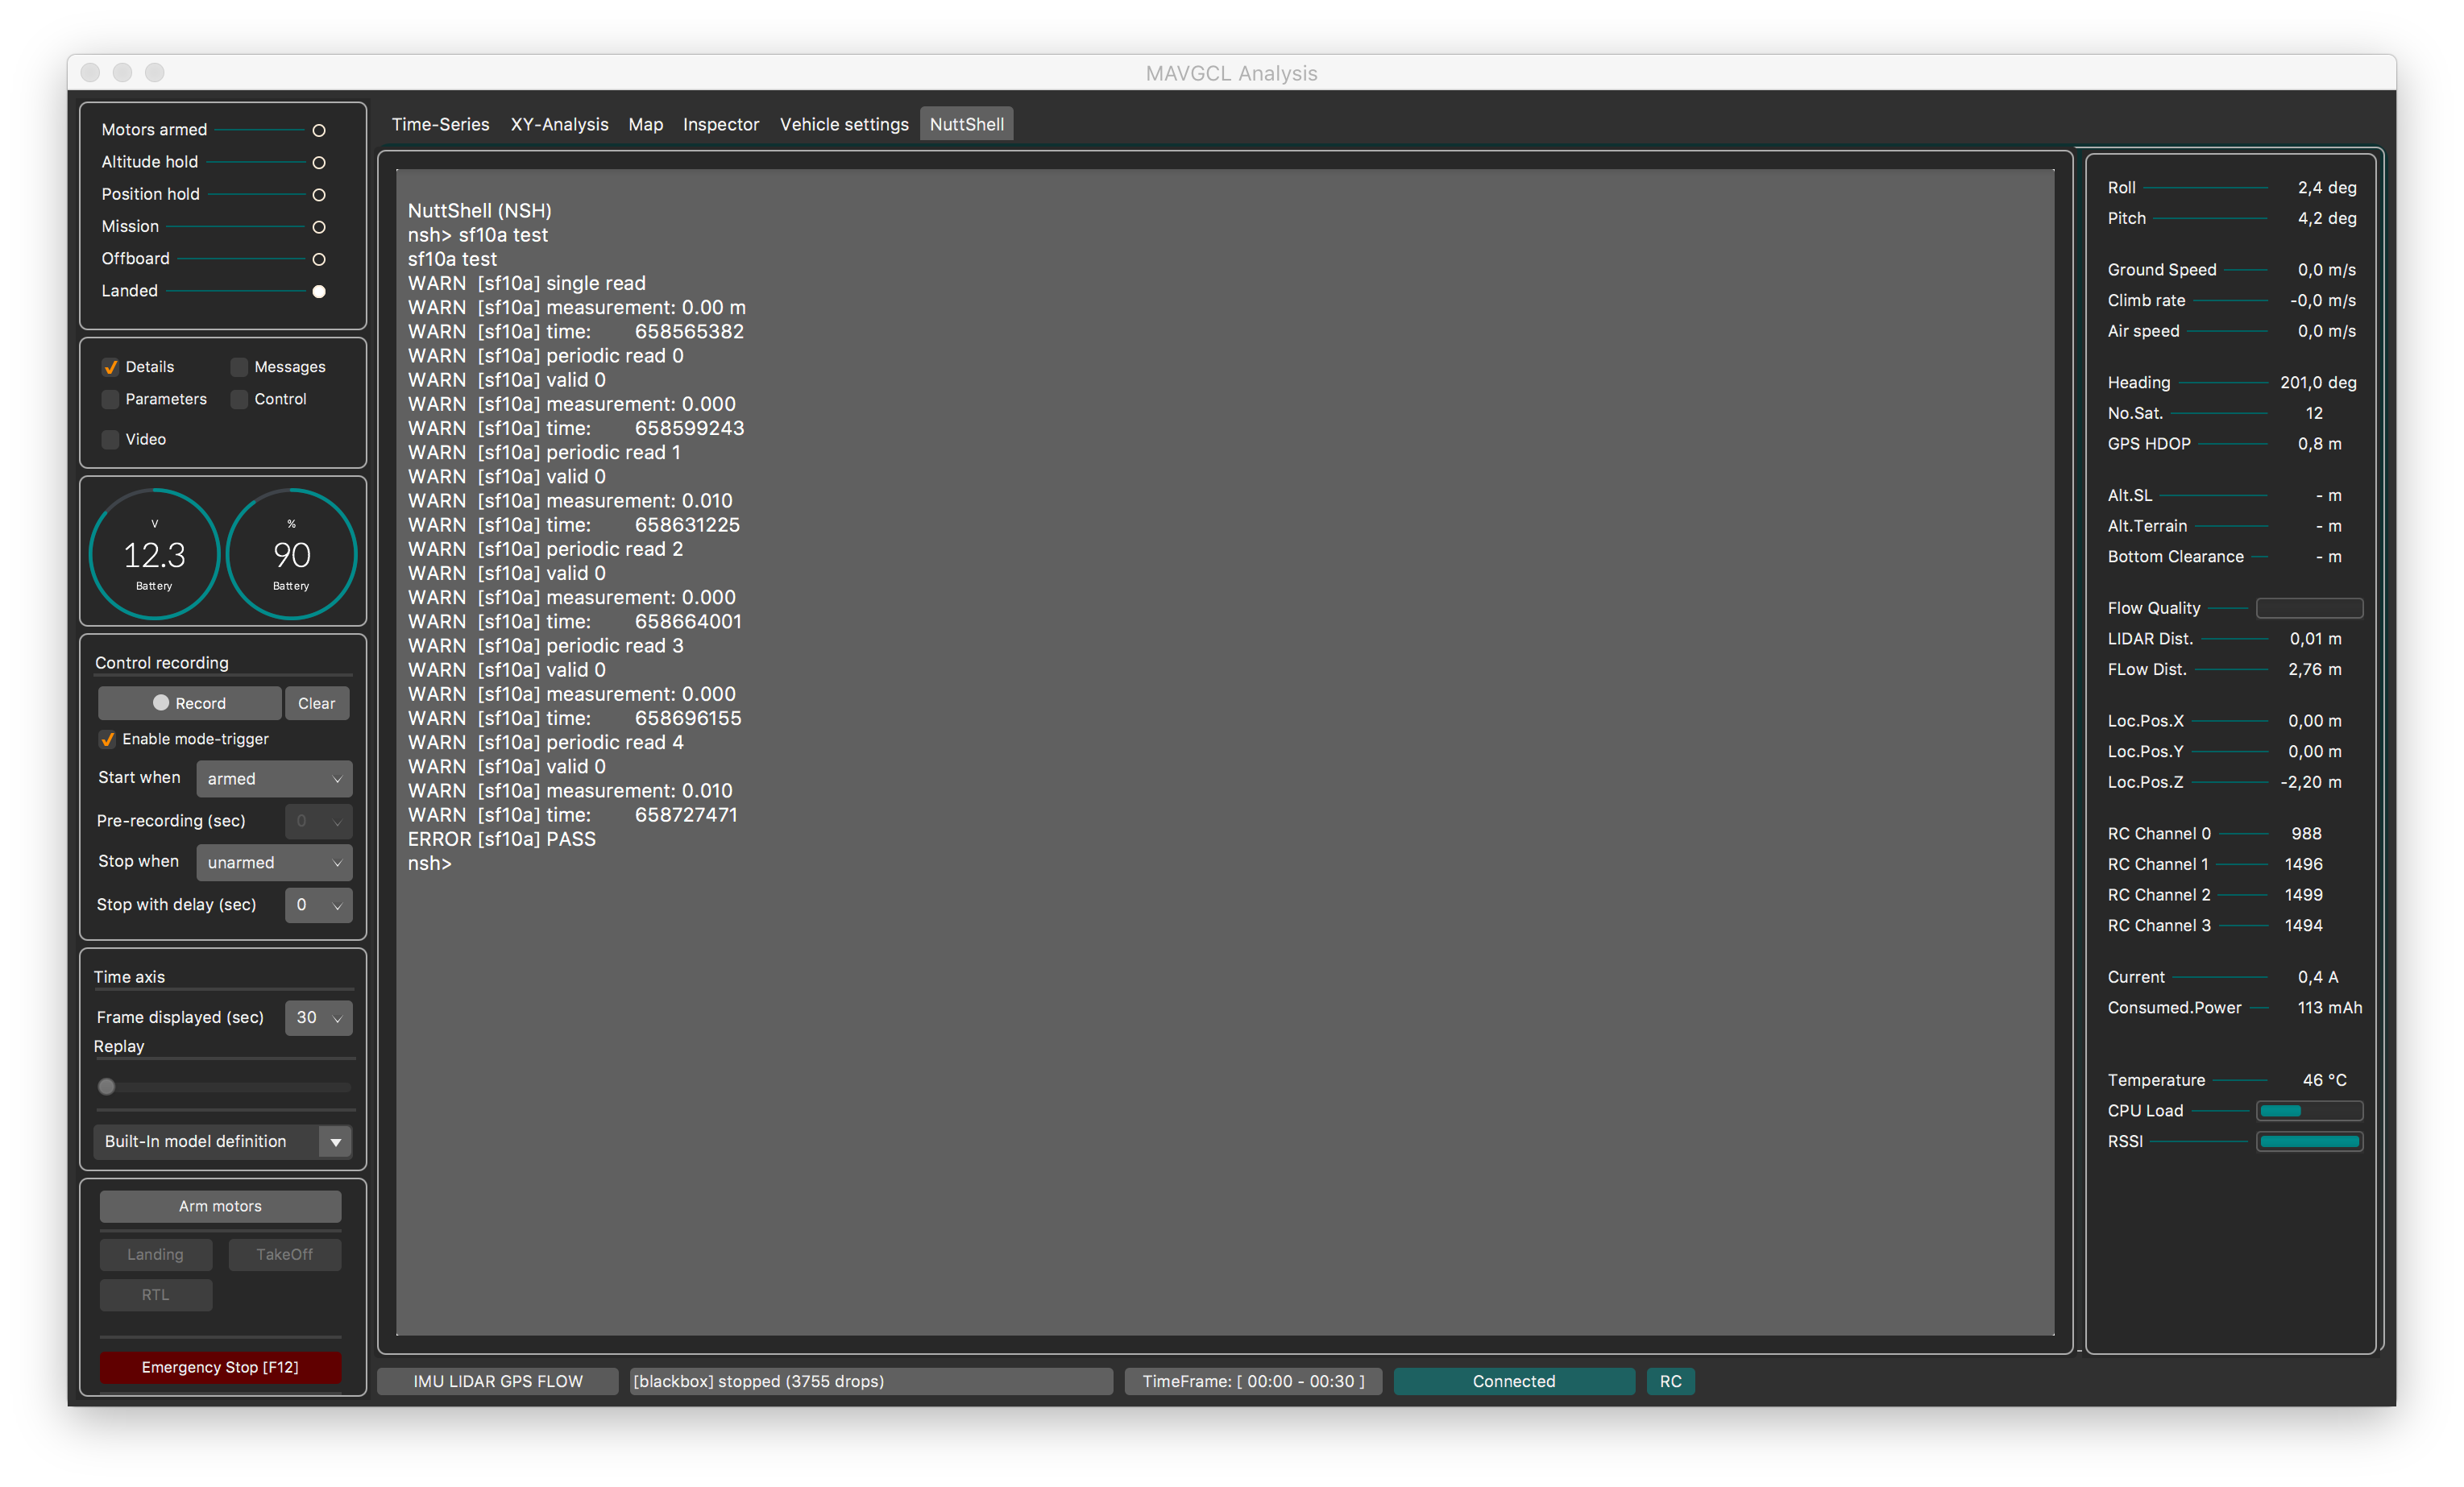 MAVGCL Analysis
Motors armed
Altitude hold
Position hold
Mission
Offboard
Landed
Details Messages
Parameters Control
Video
V
12.3
Battery
%
90
Battery
Control recording
Record Clear
Enable mode-trigger
Start when armed
Pre-recording (sec) 0
Stop when unarmed
Stop with delay (sec) 0
Time axis
Frame displayed (sec) 30
Replay
Built-In model definition
Arm motors
Landing TakeOff
RTL
Emergency Stop [F12]
Time-Series XY-Analysis Map Inspector Vehicle settings NuttShell
NuttShell (NSH)
nsh> sf10a test
sf10a test
WARN [sf10a] single read
WARN [sf10a] measurement: 0.00 m
WARN [sf10a] time: 658565382
WARN [sf10a] periodic read 0
WARN [sf10a] valid 0
WARN [sf10a] measurement: 0.000
WARN [sf10a] time: 658599243
WARN [sf10a] periodic read 1
WARN [sf10a] valid 0
WARN [sf10a] measurement: 0.010
WARN [sf10a] time: 658631225
WARN [sf10a] periodic read 2
WARN [sf10a] valid 0
WARN [sf10a] measurement: 0.000
WARN [sf10a] time: 658664001
WARN [sf10a] periodic read 3
WARN [sf10a] valid 0
WARN [sf10a] measurement: 0.000
WARN [sf10a] time: 658696155
WARN [sf10a] periodic read 4
WARN [sf10a] valid 0
WARN [sf10a] measurement: 0.010
WARN [sf10a] time: 658727471
ERROR [sf10a] PASS
nsh>
Roll 2,4 deg
Pitch 4,2 deg
Ground Speed 0,0 m/s
Climb rate -0,0 m/s
Air speed 0,0 m/s
Heading 201,0 deg
No.Sat. 12
GPS HDOP 0,8 m
Alt.SL - m
Alt.Terrain - m
Bottom Clearance - m
Flow Quality
LIDAR Dist. 0,01 m
FLow Dist. 2,76 m
Loc.Pos.X 0,00 m
Loc.Pos.Y 0,00 m
Loc.Pos.Z -2,20 m
RC Channel 0 988
RC Channel 1 1496
RC Channel 2 1499
RC Channel 3 1494
Current 0,4 A
Consumed.Power 113 mAh
Temperature 46 °C
CPU Load
RSSI
IMU LIDAR GPS FLOW [blackbox] stopped (3755 drops) TimeFrame: [ 00:00 - 00:30 ] Connected RC